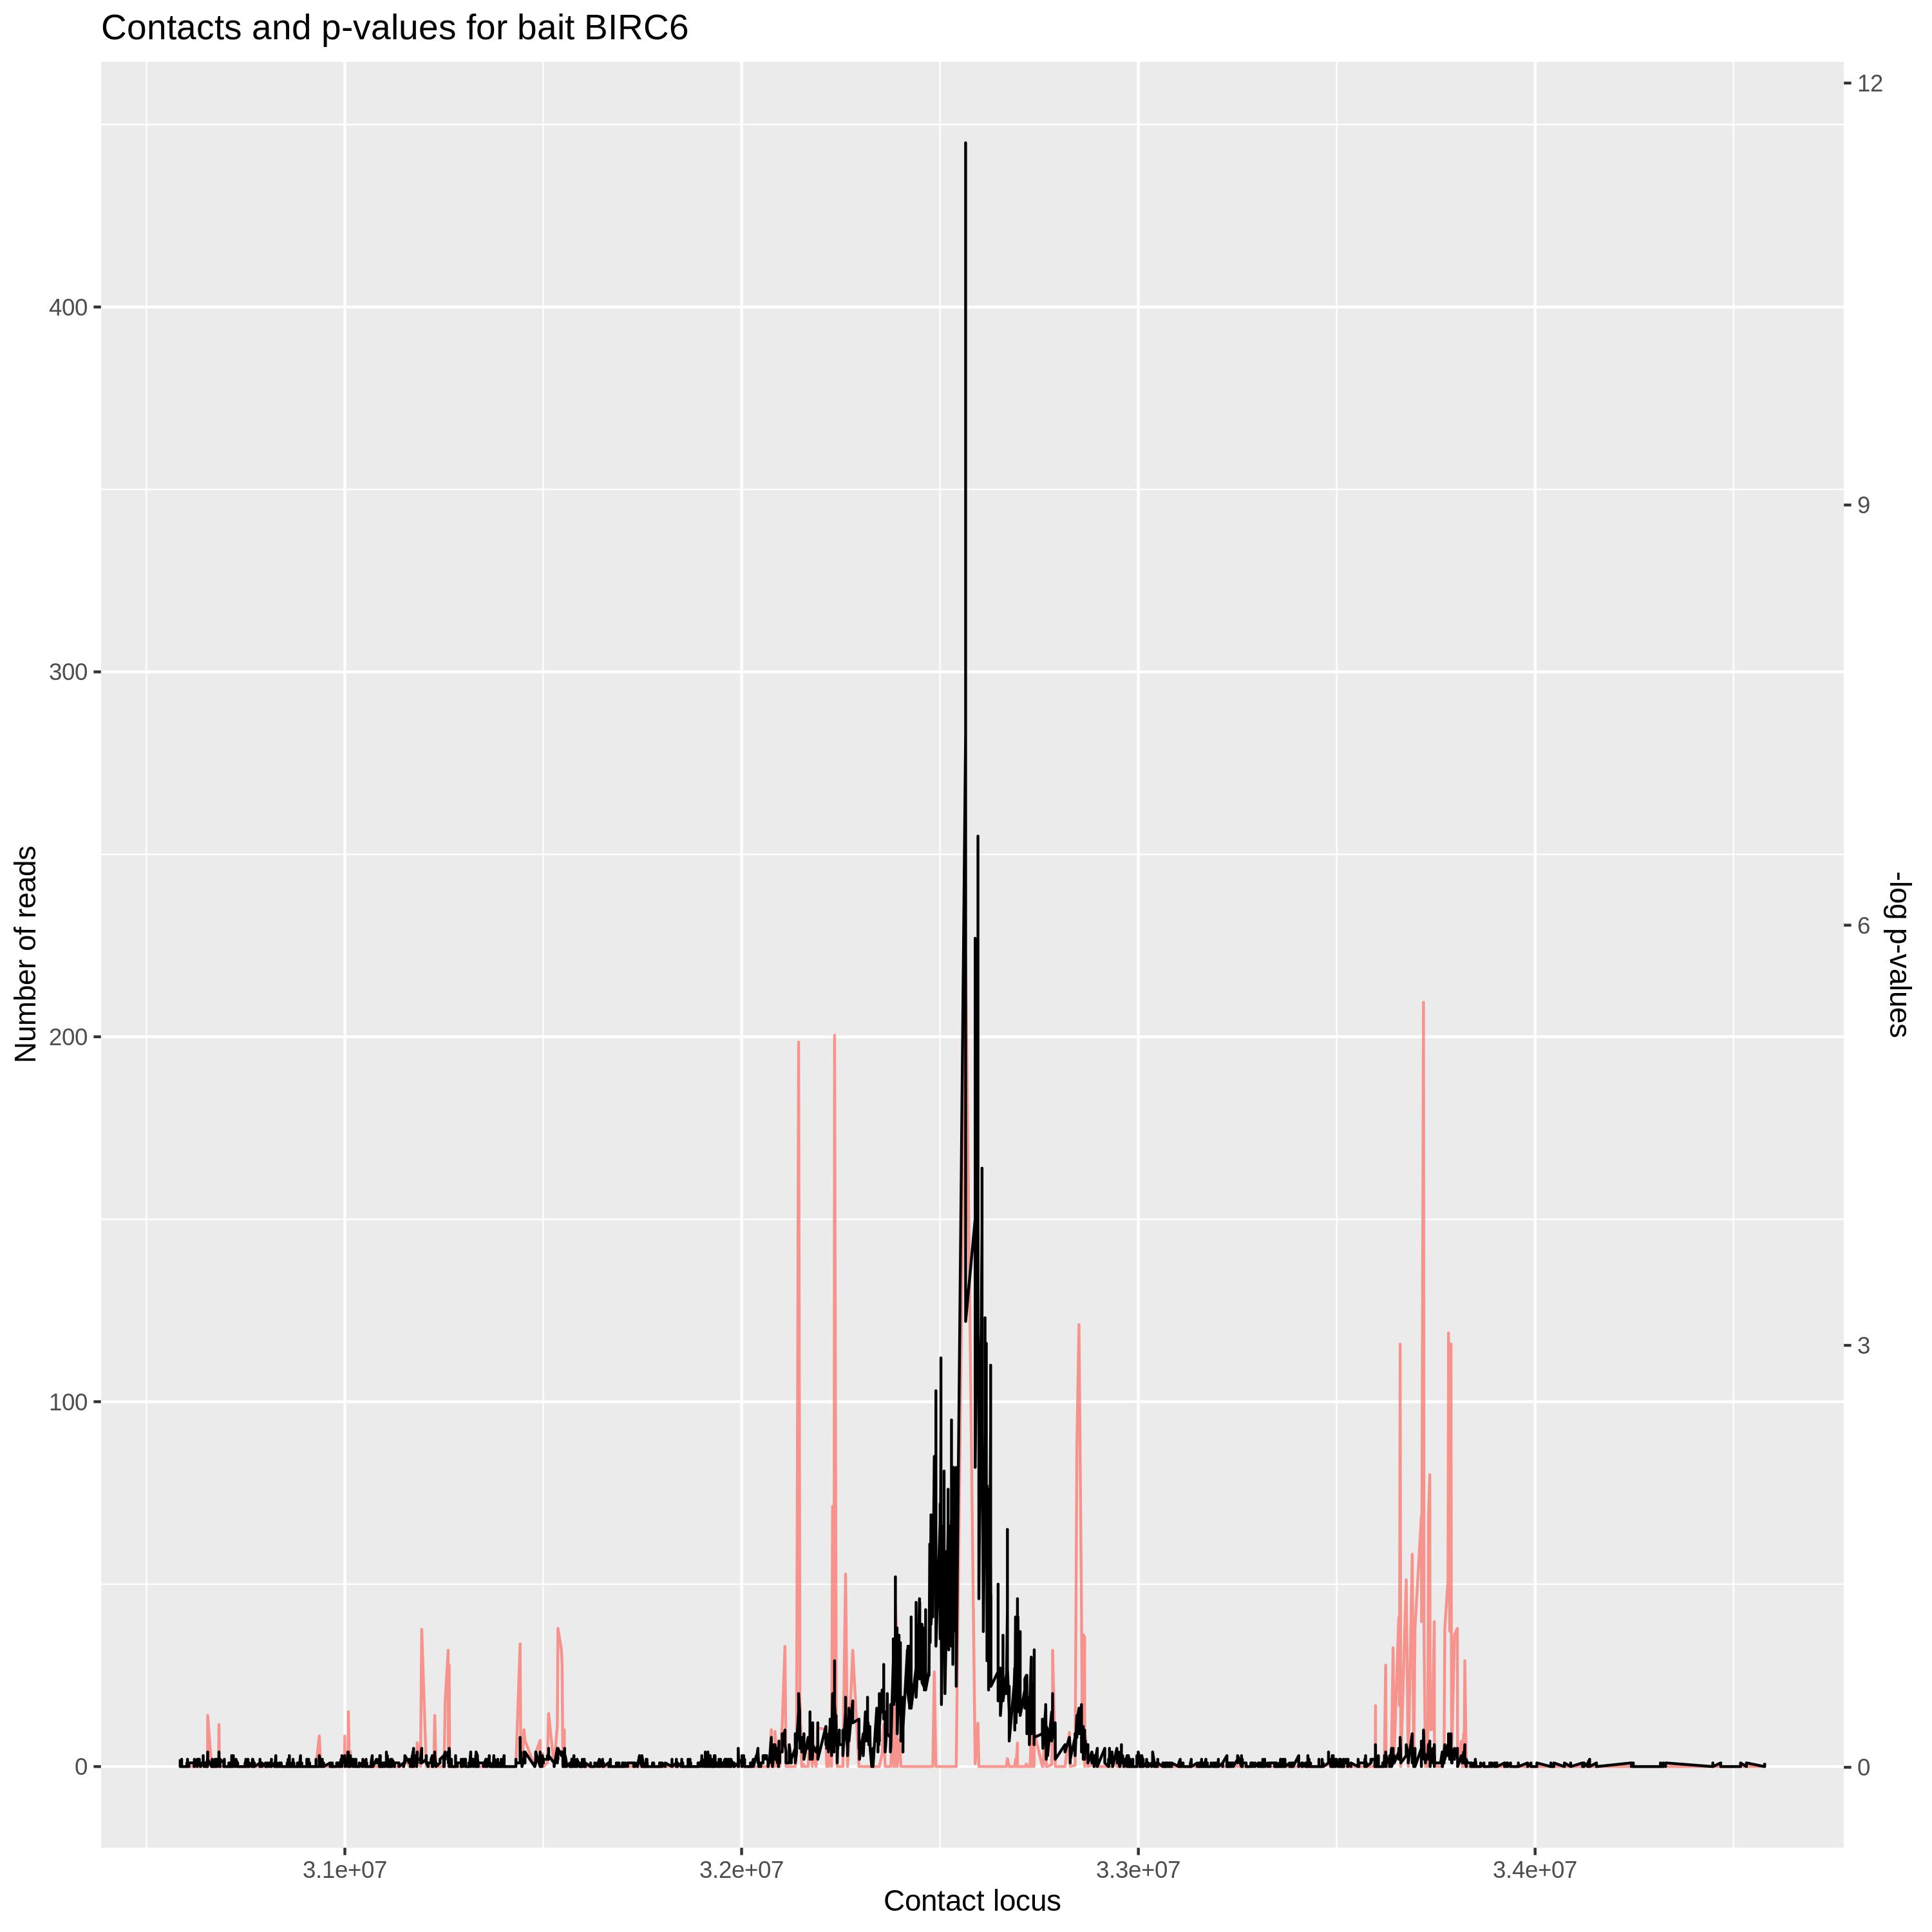 Contacts and p-values for bait BIRC6
Number of reads
400
300
200
100
0
12
9
6
3
0
-log p-values
3.1e+07
3.2e+07
3.3e+07
3.4e+07
Contact locus